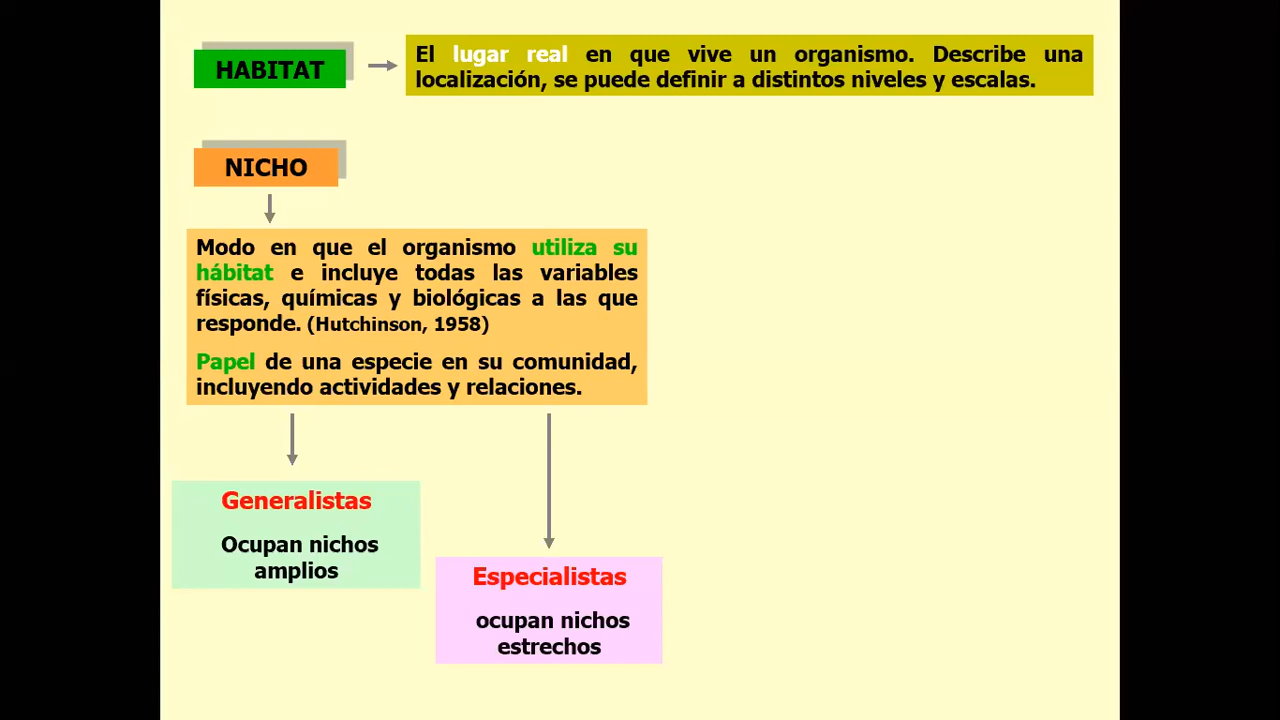 HABITAT
El lugar real en que vive un organismo. Describe una
localización, se puede definir a distintos niveles y escalas.
NICHO
Modo en que el organismo utiliza su
hábitat e incluye todas las variables
físicas, químicas y biológicas a las que
responde. (Hutchinson, 1958)
Papel de una especie en su comunidad,
incluyendo actividades y relaciones.
Generalistas
Ocupan nichos
amplios
Especialistas
ocupan nichos
estrechos